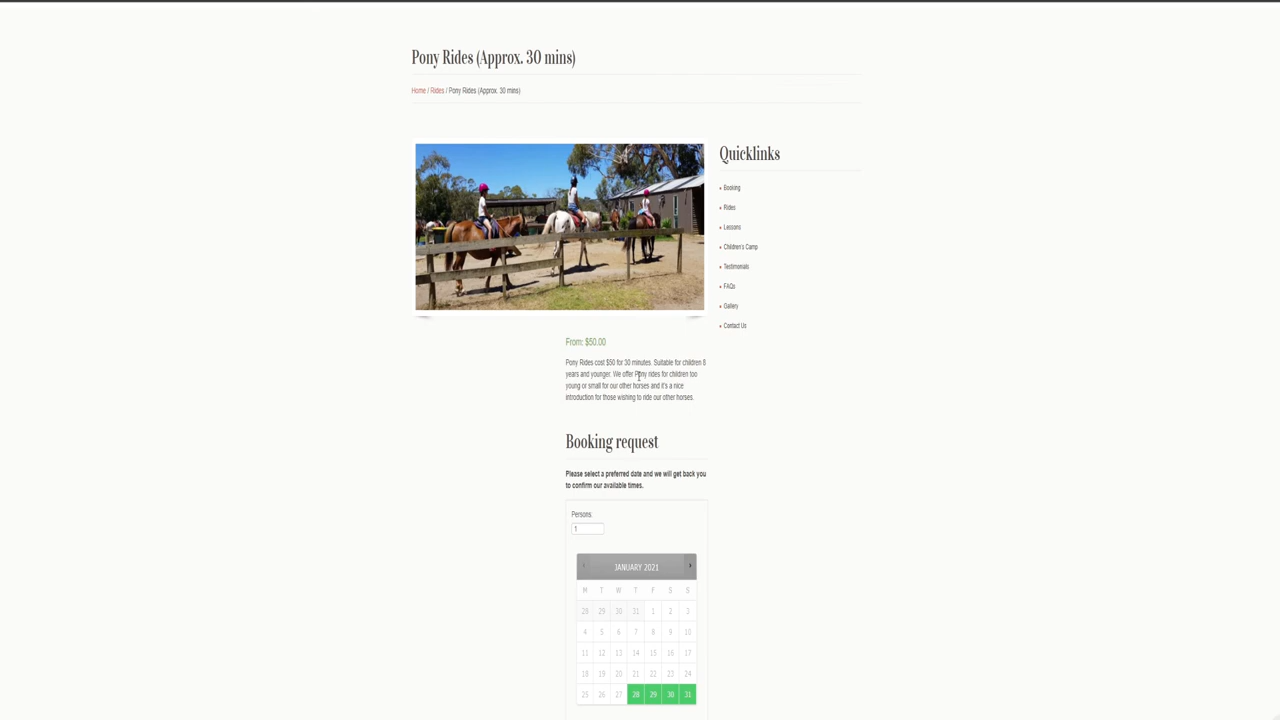 Pony Rides (Approx. 30 mins)
Home / Rides / Pony Rides (Approx. 30 mins)
Quicklinks
Booking
Rides
Lessons
Children's Camp
Testimonials
FAQs
Gallery
Contact Us
From: $50.00
Pony Rides cost $50 for 30 minutes. Suitable for children 8
years and younger. We offer Pony rides for children too
young or small for our other horses and it's a nice
introduction for those wishing to ride our other horses.
Booking request
Please select a preferred date and we will get back you
to confirm our available times.
Persons:
1
‹ JANUARY 2021 ›
M T W T F S S
28 29 30 31 1 2 3
4 5 6 7 8 9 10
11 12 13 14 15 16 17
18 19 20 21 22 23 24
25 26 27 28 29 30 31